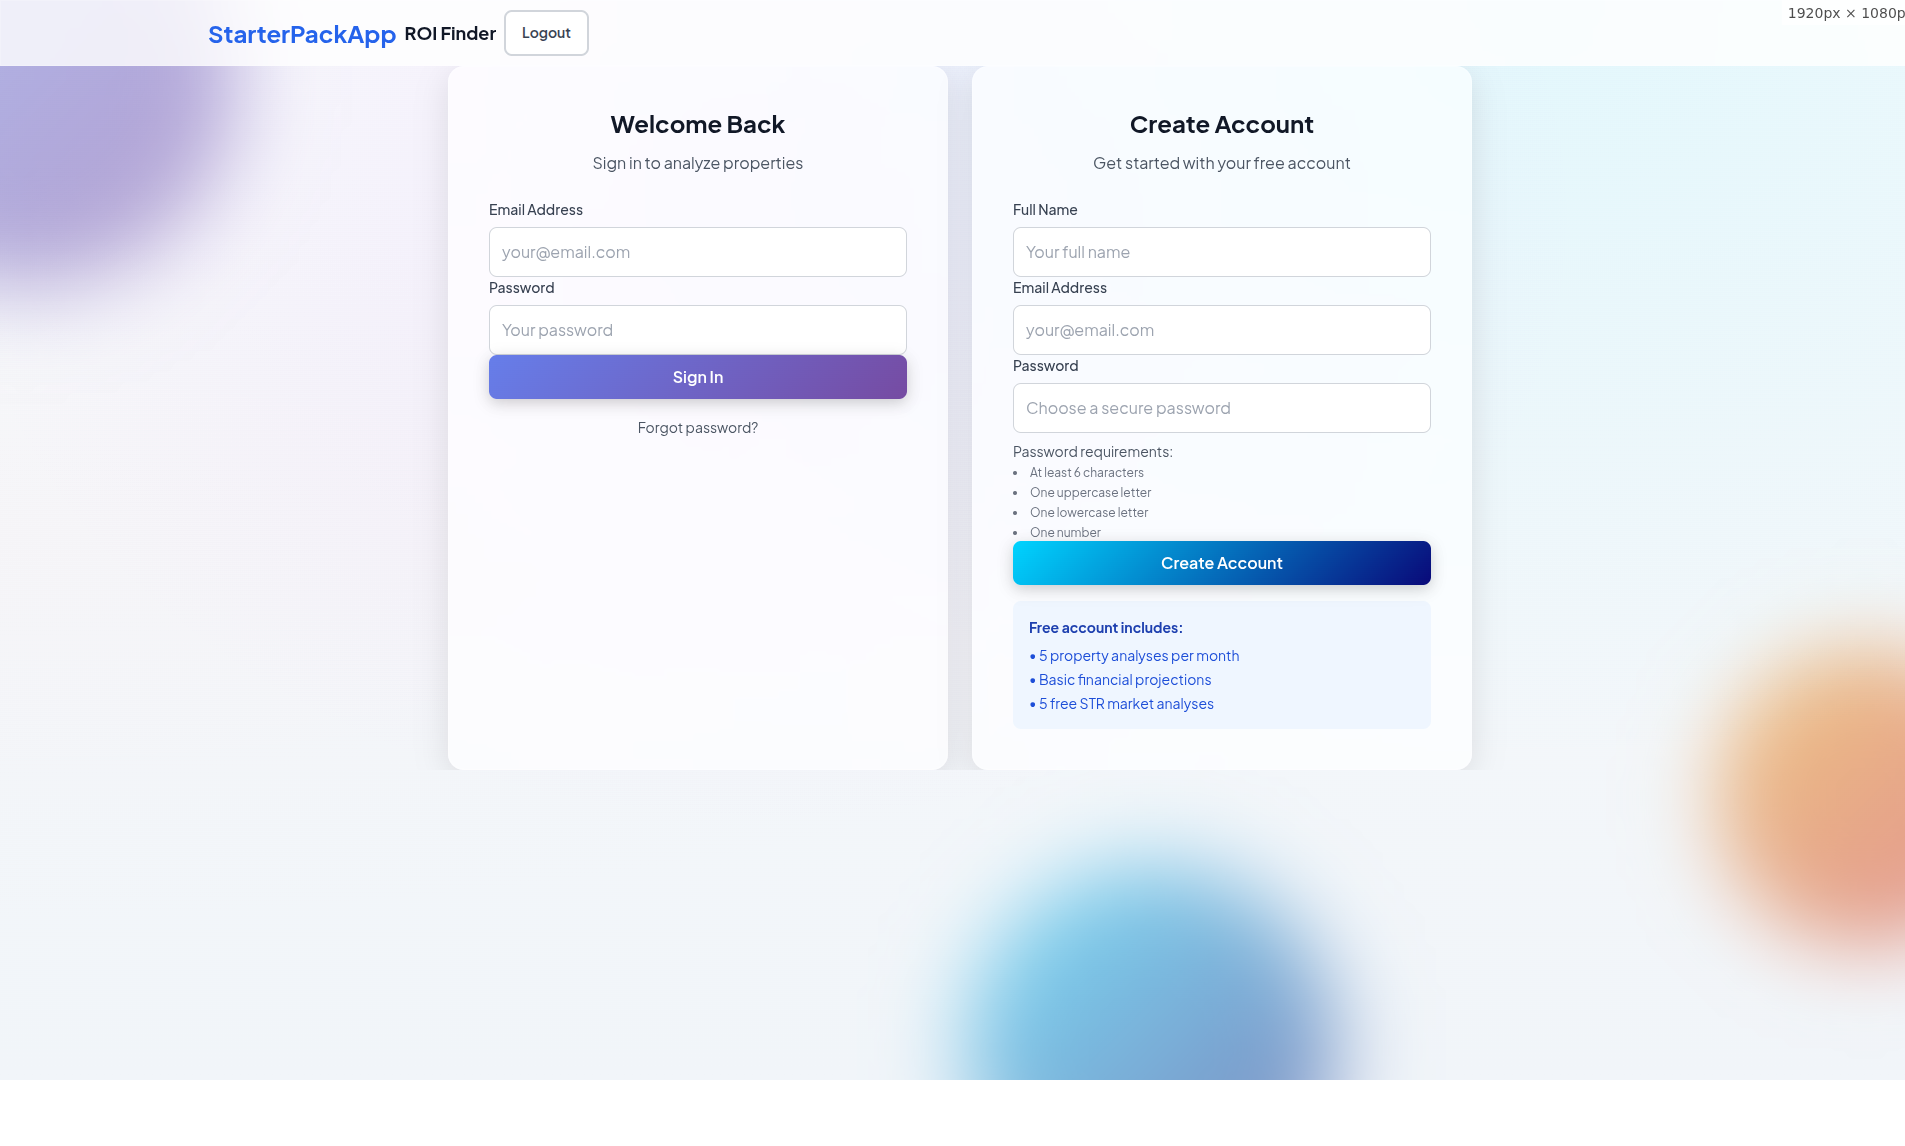 StarterPackApp ROI Finder Logout
1920px × 1080p
Welcome Back
Sign in to analyze properties
Email Address
your@email.com
Password
Your password
Sign In
Forgot password?
Create Account
Get started with your free account
Full Name
Your full name
Email Address
your@email.com
Password
Choose a secure password
Password requirements:
• At least 6 characters
• One uppercase letter
• One lowercase letter
• One number
Create Account
Free account includes:
• 5 property analyses per month
• Basic financial projections
• 5 free STR market analyses